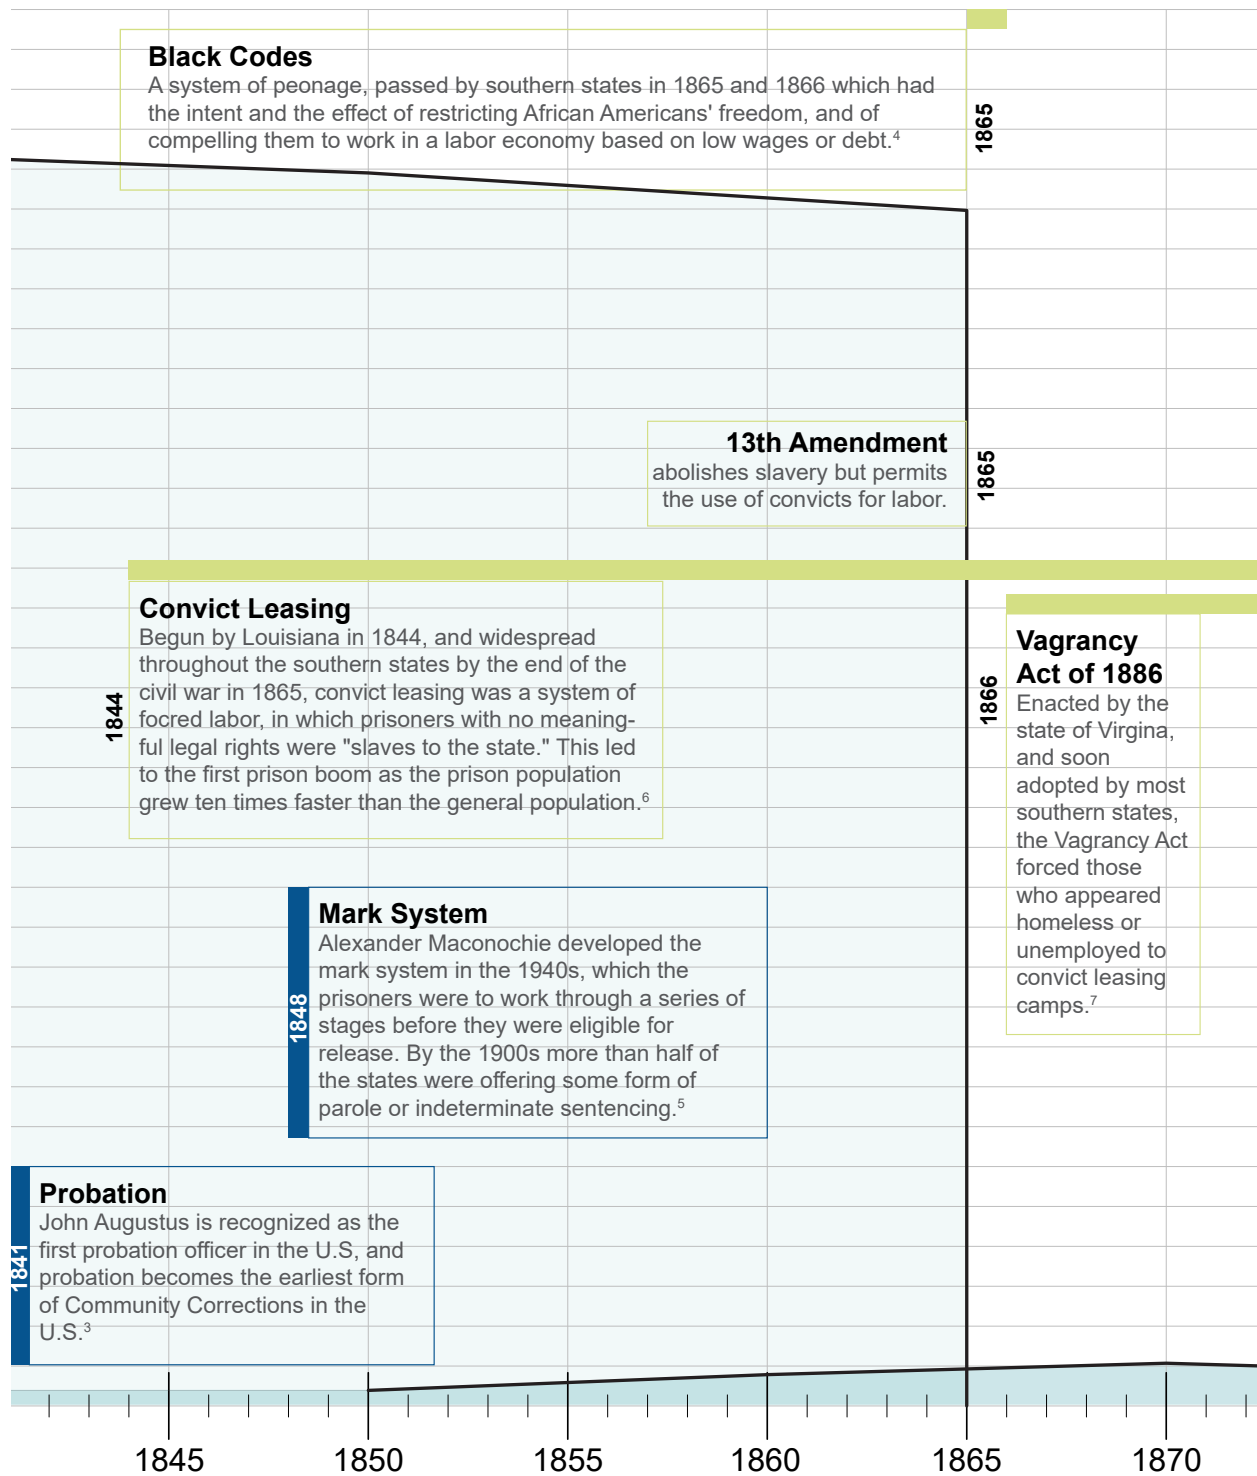 Black Codes
A system of peonage, passed by southern states in 1865 and 1866 which had
the intent and the effect of restricting African Americans' freedom, and of
compelling them to work in a labor economy based on low wages or debt.4
1865
13th Amendment
abolishes slavery but permits
the use of convicts for labor.
1865
Convict Leasing
Begun by Louisiana in 1844, and widespread
throughout the southern states by the end of the
civil war in 1865, convict leasing was a system of
focred labor, in which prisoners with no meaning-
ful legal rights were "slaves to the state." This led
to the first prison boom as the prison population
grew ten times faster than the general population.6
1844
Vagrancy
Act of 1886
Enacted by the
state of Virgina,
and soon
adopted by most
southern states,
the Vagrancy Act
forced those
who appeared
homeless or
unemployed to
convict leasing
camps.7
1866
Mark System
Alexander Maconochie developed the
mark system in the 1940s, which the
prisoners were to work through a series of
stages before they were eligible for
release. By the 1900s more than half of
the states were offering some form of
parole or indeterminate sentencing.5
1848
Probation
John Augustus is recognized as the
first probation officer in the U.S, and
probation becomes the earliest form
of Community Corrections in the
U.S.3
1841
1845 1850 1855 1860 1865 1870